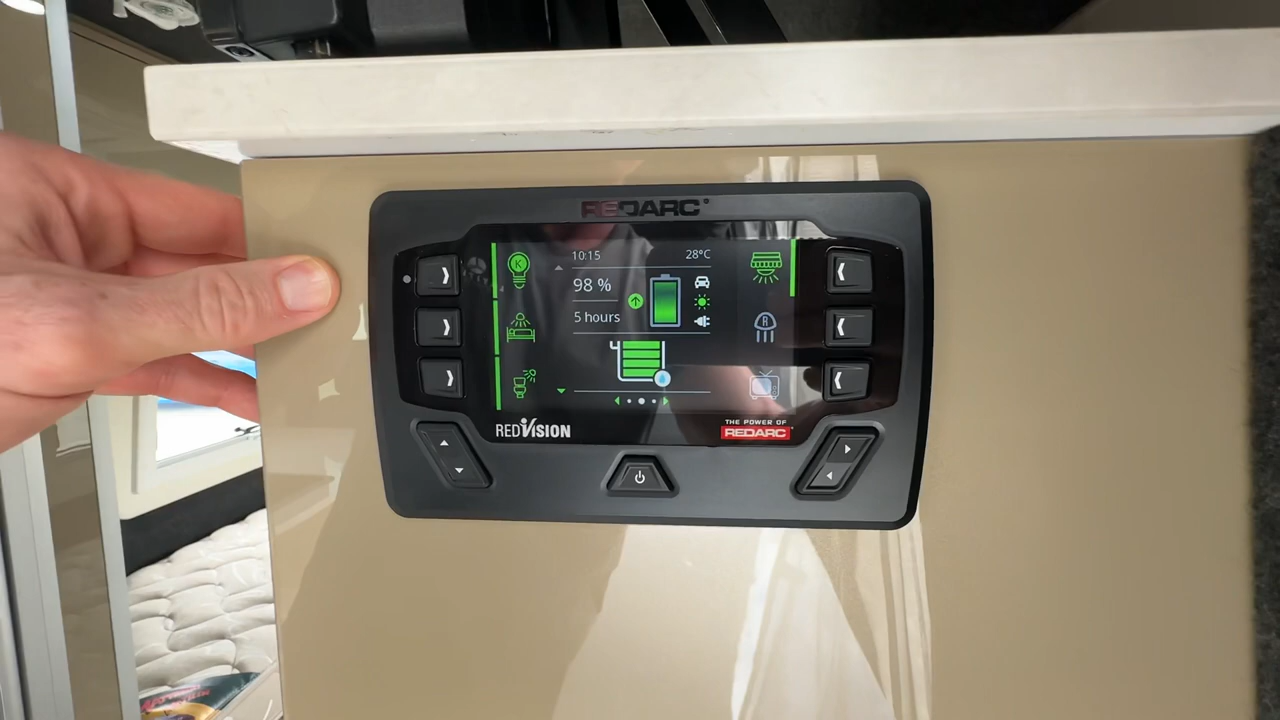 REDARC
10:15
28°C
98 %
5 hours
K
R
REDVISION
THE POWER OF
REDARC